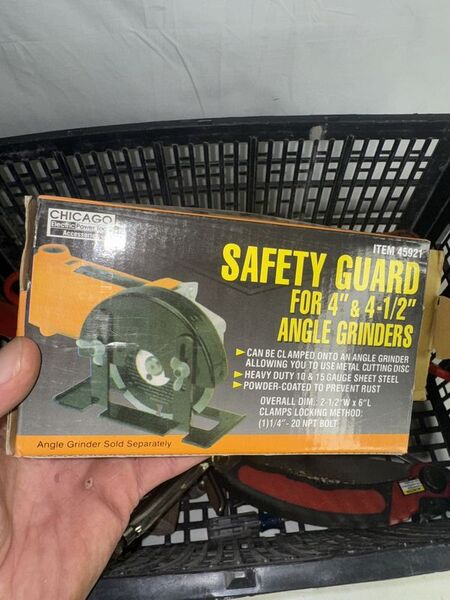 CHICAGO
Electric Power Tools
Accessories
ITEM 45921
SAFETY GUARD
FOR 4" & 4-1/2"
ANGLE GRINDERS
CAN BE CLAMPED ONTO AN ANGLE GRINDER
ALLOWING YOU TO USE METAL CUTTING DISC
HEAVY DUTY 10 & 15 GAUGE SHEET STEEL
POWDER-COATED TO PREVENT RUST
OVERALL DIM.: 2-1/2"W x 6"L
CLAMPS LOCKING METHOD:
(1)1/4"- 20 NPT BOLT
Angle Grinder Sold Separately